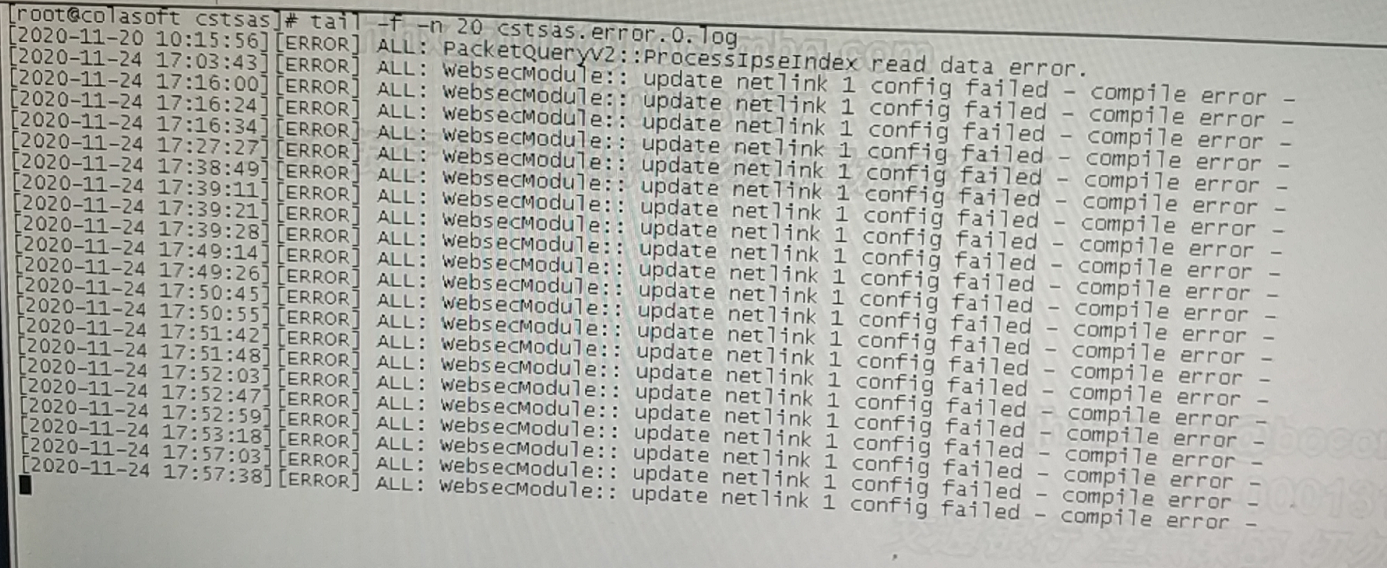 [root@colasoft cstsas]# tail -f -n 20 cstsas.error.0.log
[2020-11-20 10:15:56][ERROR] ALL: PacketQueryV2::ProcessIpseIndex read data error.
[2020-11-24 17:03:43][ERROR] ALL: WebsecModule:: update netlink 1 config failed - compile error -
[2020-11-24 17:16:00][ERROR] ALL: WebsecModule:: update netlink 1 config failed - compile error -
[2020-11-24 17:16:24][ERROR] ALL: WebsecModule:: update netlink 1 config failed - compile error -
[2020-11-24 17:16:34][ERROR] ALL: WebsecModule:: update netlink 1 config failed - compile error -
[2020-11-24 17:27:27][ERROR] ALL: WebsecModule:: update netlink 1 config failed - compile error -
[2020-11-24 17:38:49][ERROR] ALL: WebsecModule:: update netlink 1 config failed - compile error -
[2020-11-24 17:39:11][ERROR] ALL: WebsecModule:: update netlink 1 config failed - compile error -
[2020-11-24 17:39:21][ERROR] ALL: WebsecModule:: update netlink 1 config failed - compile error -
[2020-11-24 17:39:28][ERROR] ALL: WebsecModule:: update netlink 1 config failed - compile error -
[2020-11-24 17:49:14][ERROR] ALL: WebsecModule:: update netlink 1 config failed - compile error -
[2020-11-24 17:49:26][ERROR] ALL: WebsecModule:: update netlink 1 config failed - compile error -
[2020-11-24 17:50:45][ERROR] ALL: WebsecModule:: update netlink 1 config failed - compile error -
[2020-11-24 17:50:55][ERROR] ALL: WebsecModule:: update netlink 1 config failed - compile error -
[2020-11-24 17:51:42][ERROR] ALL: WebsecModule:: update netlink 1 config failed - compile error -
[2020-11-24 17:51:48][ERROR] ALL: WebsecModule:: update netlink 1 config failed - compile error -
[2020-11-24 17:52:03][ERROR] ALL: WebsecModule:: update netlink 1 config failed - compile error -
[2020-11-24 17:52:47][ERROR] ALL: WebsecModule:: update netlink 1 config failed - compile error -
[2020-11-24 17:52:59][ERROR] ALL: WebsecModule:: update netlink 1 config failed - compile error -
[2020-11-24 17:53:18][ERROR] ALL: WebsecModule:: update netlink 1 config failed - compile error -
[2020-11-24 17:57:03][ERROR] ALL: WebsecModule:: update netlink 1 config failed - compile error -
[2020-11-24 17:57:38][ERROR] ALL: WebsecModule:: update netlink 1 config failed - compile error -